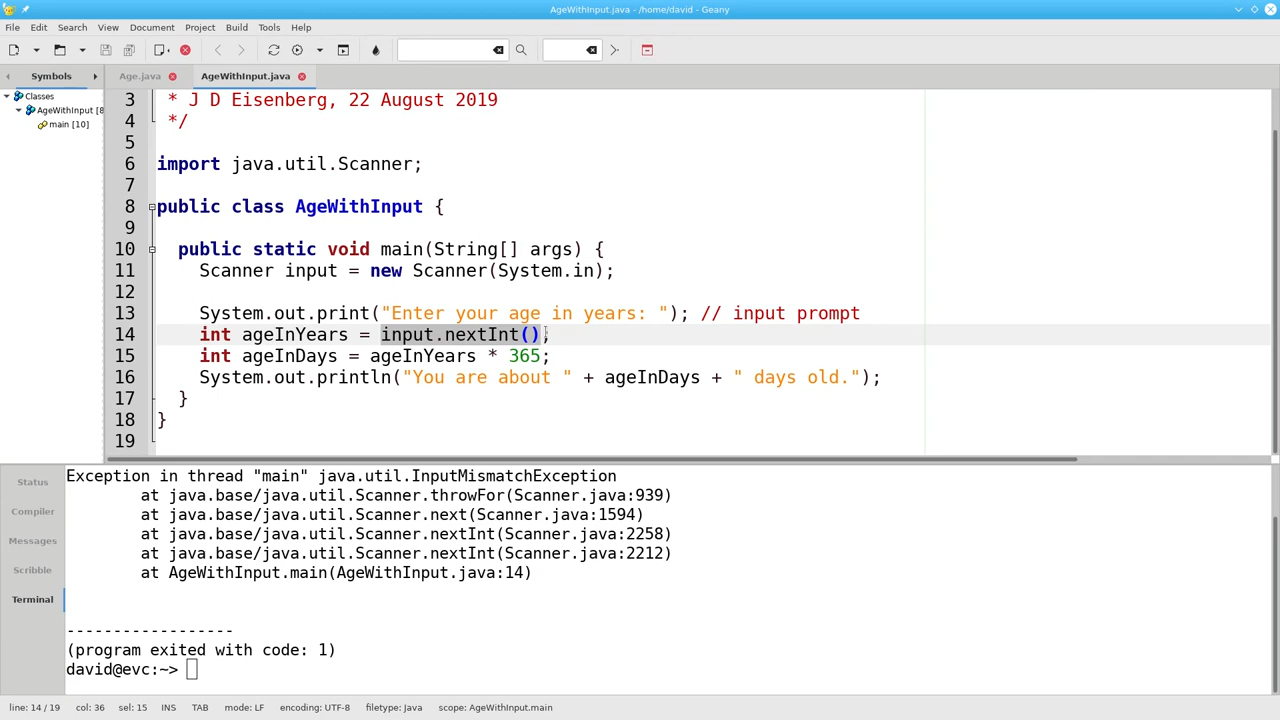 AgeWithInput.java - /home/david - Geany
File Edit Search View Document Project Build Tools Help
Symbols
Age.java AgeWithInput.java
Classes
AgeWithInput [8
main [10]
3 * J D Eisenberg, 22 August 2019
4 */
5
6 import java.util.Scanner;
7
8 public class AgeWithInput {
9
10 public static void main(String[] args) {
11 Scanner input = new Scanner(System.in);
12
13 System.out.print("Enter your age in years: "); // input prompt
14 int ageInYears = input.nextInt();
15 int ageInDays = ageInYears * 365;
16 System.out.println("You are about " + ageInDays + " days old.");
17 }
18 }
19
Status
Compiler
Messages
Scribble
Terminal
Exception in thread "main" java.util.InputMismatchException
at java.base/java.util.Scanner.throwFor(Scanner.java:939)
at java.base/java.util.Scanner.next(Scanner.java:1594)
at java.base/java.util.Scanner.nextInt(Scanner.java:2258)
at java.base/java.util.Scanner.nextInt(Scanner.java:2212)
at AgeWithInput.main(AgeWithInput.java:14)
------------------
(program exited with code: 1)
david@evc:~>
line: 14 / 19 col: 36 sel: 15 INS TAB mode: LF encoding: UTF-8 filetype: Java scope: AgeWithInput.main